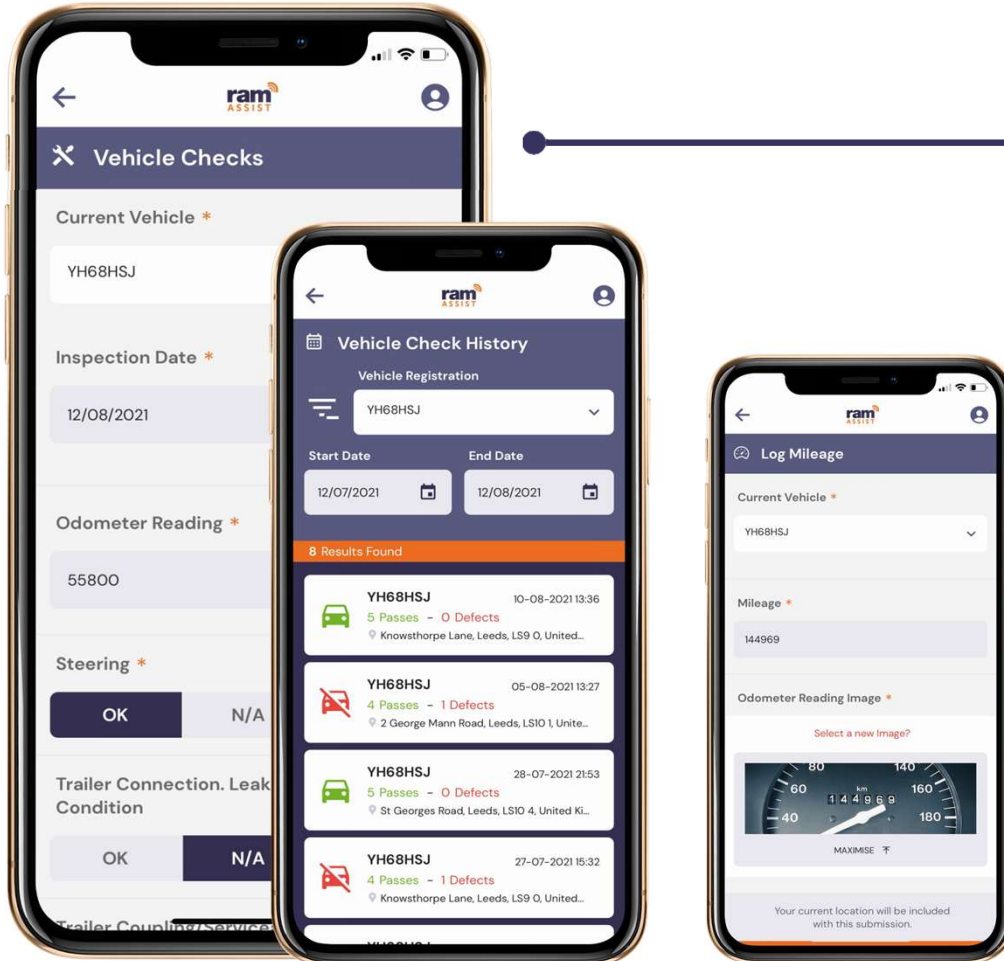 ram
ASSIST
Vehicle Checks
Current Vehicle *
YH68HSJ
Inspection Date *
12/08/2021
Odometer Reading *
55800
Steering *
OK N/A
Trailer Connection. Leak
Condition
OK N/A
Trailer Coupling/Service
ram
ASSIST
Vehicle Check History
Vehicle Registration
YH68HSJ
Start Date End Date
12/07/2021 12/08/2021
8 Results Found
YH68HSJ 10-08-2021 13:36
5 Passes - 0 Defects
Knowsthorpe Lane, Leeds, LS9 0, United...
YH68HSJ 05-08-2021 13:27
4 Passes - 1 Defects
2 George Mann Road, Leeds, LS10 1, Unite...
YH68HSJ 28-07-2021 21:53
5 Passes - 0 Defects
St Georges Road, Leeds, LS10 4, United Ki...
YH68HSJ 27-07-2021 15:32
4 Passes - 1 Defects
Knowsthorpe Lane, Leeds, LS9 0, United...
ram
ASSIST
Log Mileage
Current Vehicle *
YH68HSJ
Mileage *
144969
Odometer Reading Image *
Select a new Image?
80 140
60 km 160
144969
40 180
MAXIMISE
Your current location will be included
with this submission.